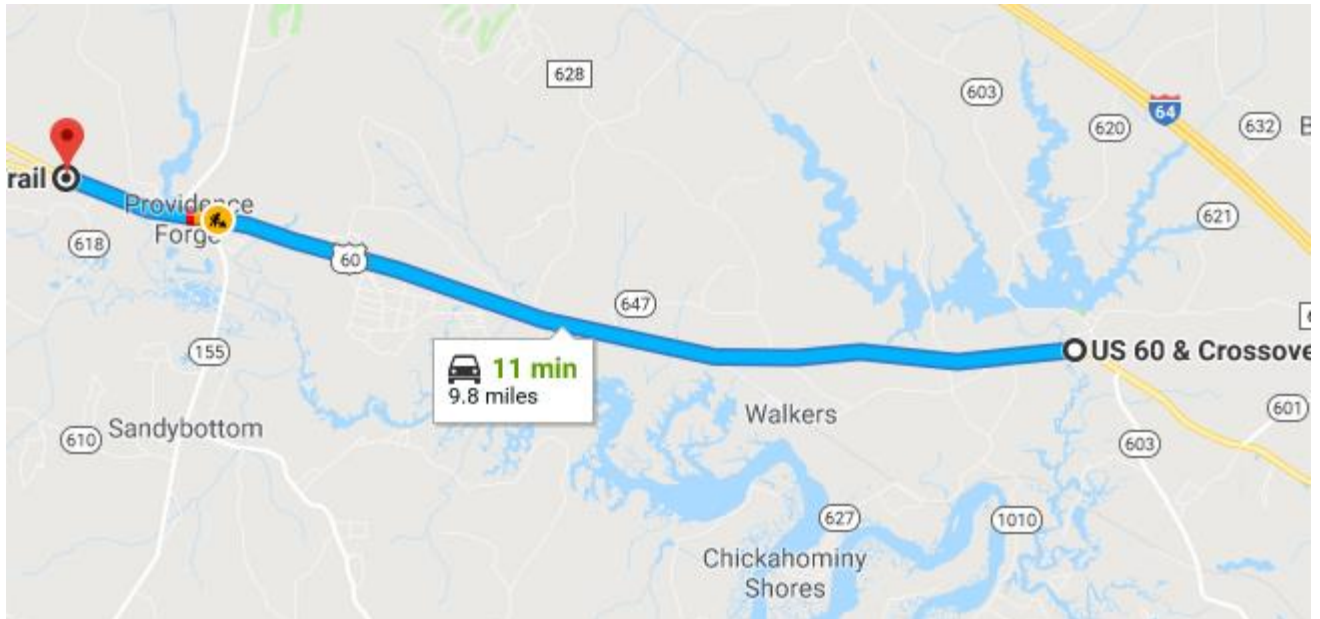 628
603
64
620
632
B
rail
Providence
Forge
618
621
60
647
155
11 min
9.8 miles
US 60 & Crossove
Walkers
601
610
Sandybottom
603
627
1010
Chickahominy
Shores